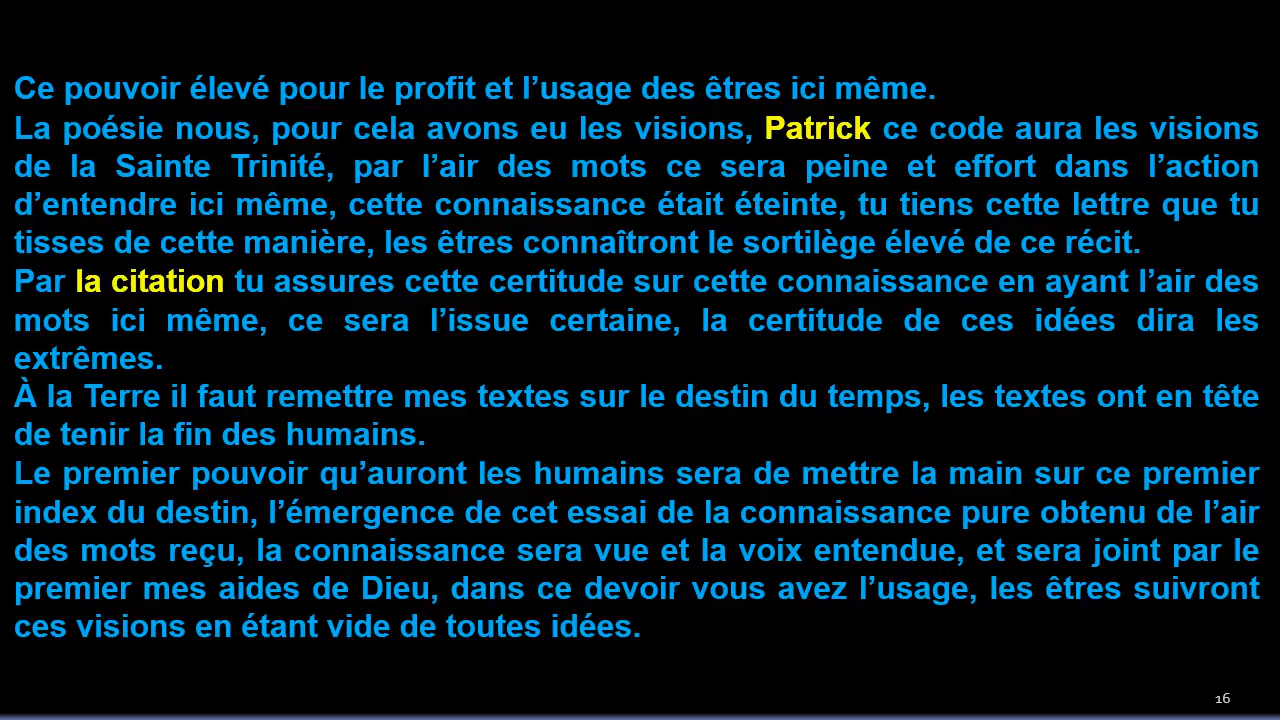 Ce pouvoir élevé pour le profit et l’usage des êtres ici même.
La poésie nous, pour cela avons eu les visions, Patrick ce code aura les visions
de la Sainte Trinité, par l’air des mots ce sera peine et effort dans l’action
d’entendre ici même, cette connaissance était éteinte, tu tiens cette lettre que tu
tisses de cette manière, les êtres connaîtront le sortilège élevé de ce récit.
Par la citation tu assures cette certitude sur cette connaissance en ayant l’air des
mots ici même, ce sera l’issue certaine, la certitude de ces idées dira les
extrêmes.
À la Terre il faut remettre mes textes sur le destin du temps, les textes ont en tête
de tenir la fin des humains.
Le premier pouvoir qu’auront les humains sera de mettre la main sur ce premier
index du destin, l’émergence de cet essai de la connaissance pure obtenu de l’air
des mots reçu, la connaissance sera vue et la voix entendue, et sera joint par le
premier mes aides de Dieu, dans ce devoir vous avez l’usage, les êtres suivront
ces visions en étant vide de toutes idées.
16